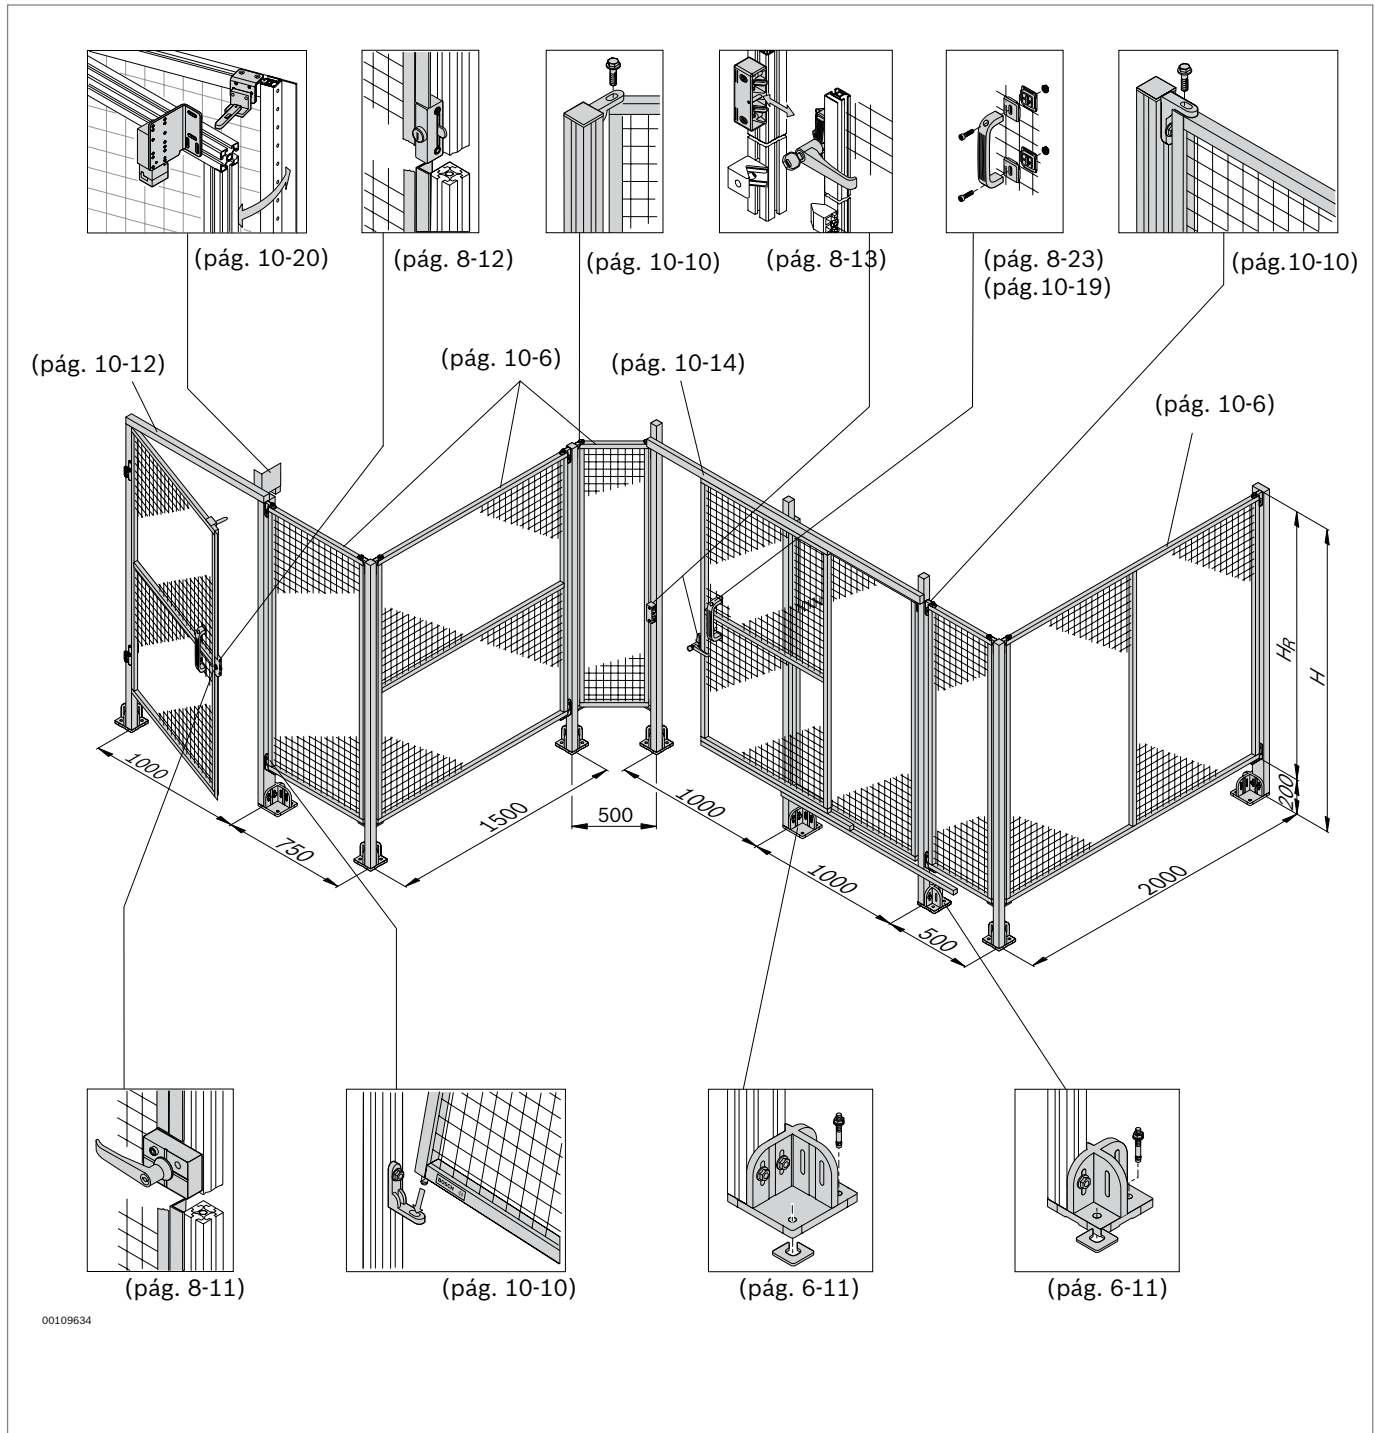 (pág. 10-20)
(pág. 8-12)
(pág. 10-10)
(pág. 8-13)
(pág. 8-23)
(pág.10-19)
(pág.10-10)
(pág. 10-12)
(pág. 10-6)
(pág. 10-14)
(pág. 10-6)
HR
H
200
1000
750
1500
500
1000
1000
500
2000
BOSCH
(pág. 8-11)
(pág. 10-10)
(pág. 6-11)
(pág. 6-11)
00109634